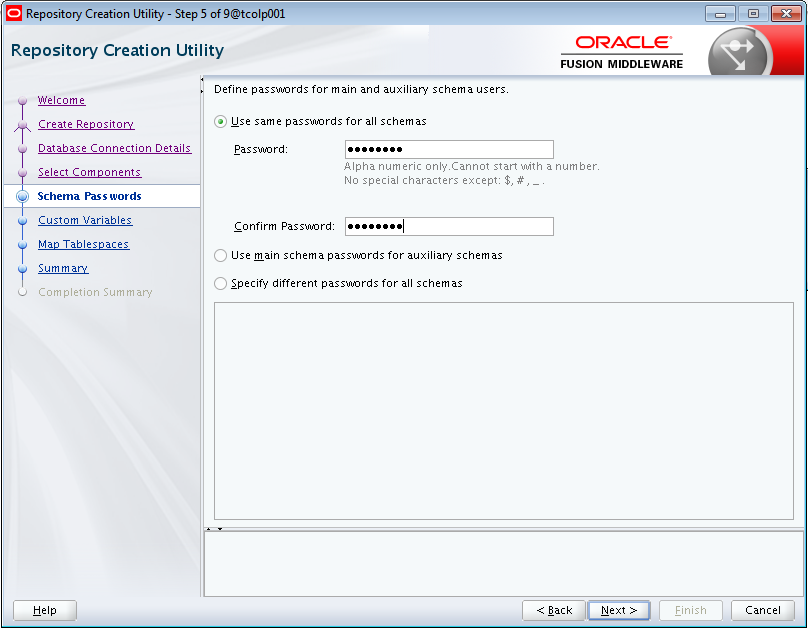 Repository Creation Utility - Step 5 of 9@tcolp001
Repository Creation Utility
ORACLE
FUSION MIDDLEWARE
Welcome
Create Repository
Database Connection Details
Select Components
Schema Passwords
Custom Variables
Map Tablespaces
Summary
Completion Summary
Define passwords for main and auxiliary schema users.
Use same passwords for all schemas
Password: ●●●●●●●●
Alpha numeric only.Cannot start with a number.
No special characters except: $, # , _ .
Confirm Password: ●●●●●●●●
Use main schema passwords for auxiliary schemas
Specify different passwords for all schemas
Help
< Back
Next >
Finish
Cancel